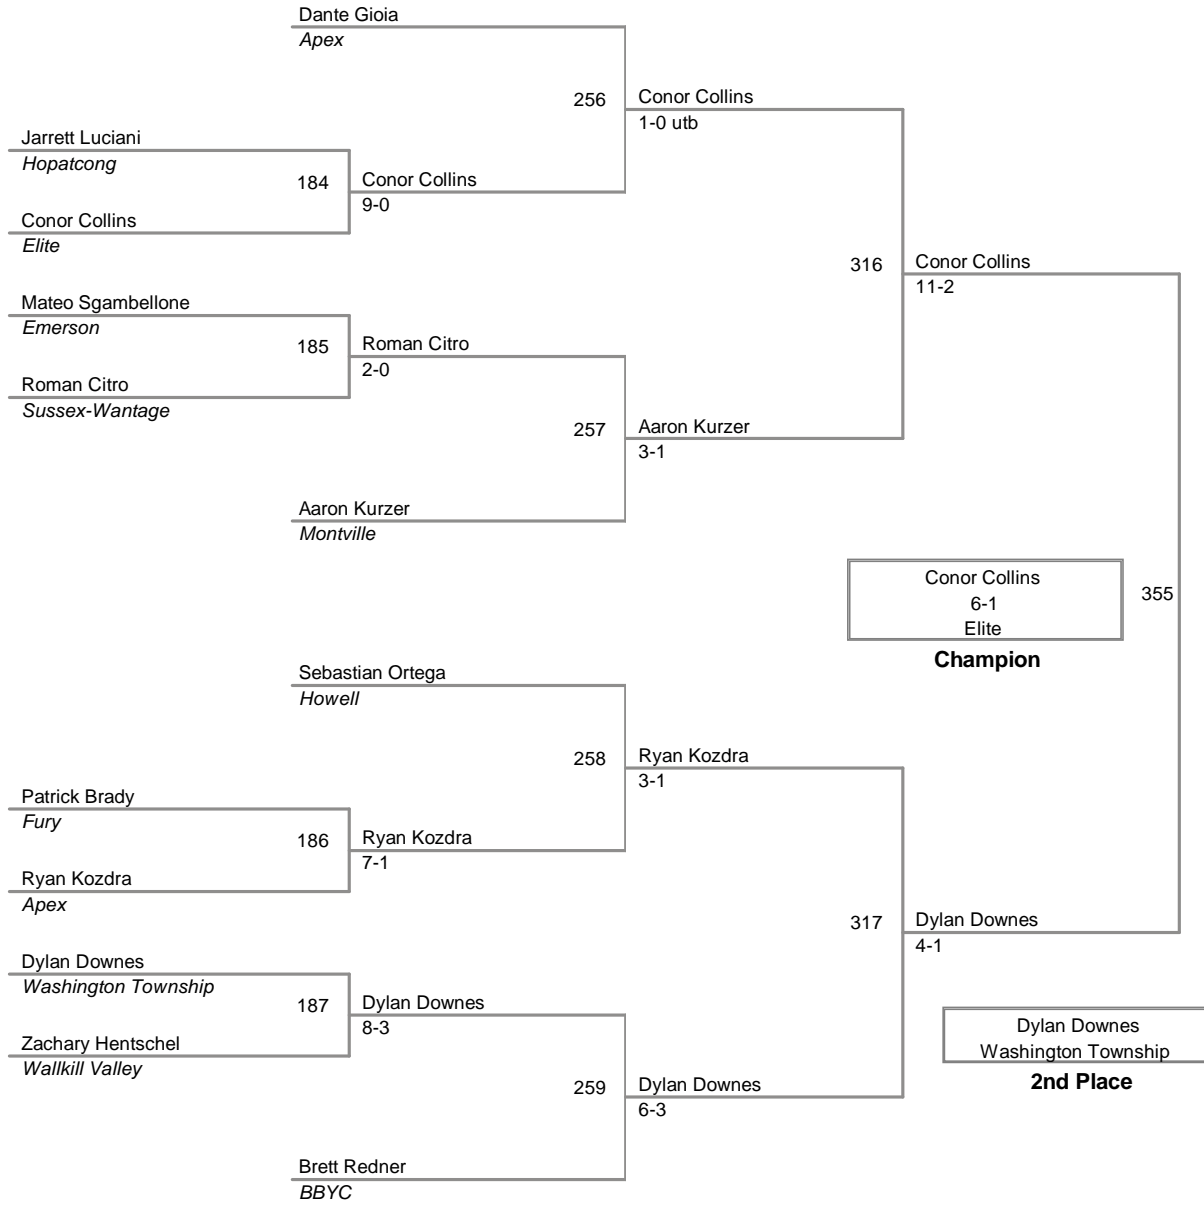 Dante Gioia
Apex
256
Conor Collins
1-0 utb
Jarrett Luciani
Hopatcong
184
Conor Collins
9-0
Conor Collins
Elite
316
Conor Collins
11-2
Mateo Sgambellone
Emerson
185
Roman Citro
2-0
Roman Citro
Sussex-Wantage
257
Aaron Kurzer
3-1
Aaron Kurzer
Montville
Conor Collins
6-1
Elite
Champion
355
Sebastian Ortega
Howell
258
Ryan Kozdra
3-1
Patrick Brady
Fury
186
Ryan Kozdra
7-1
Ryan Kozdra
Apex
317
Dylan Downes
4-1
Dylan Downes
Washington Township
187
Dylan Downes
8-3
Zachary Hentschel
Wallkill Valley
Dylan Downes
Washington Township
2nd Place
259
Dylan Downes
6-3
Brett Redner
BBYC